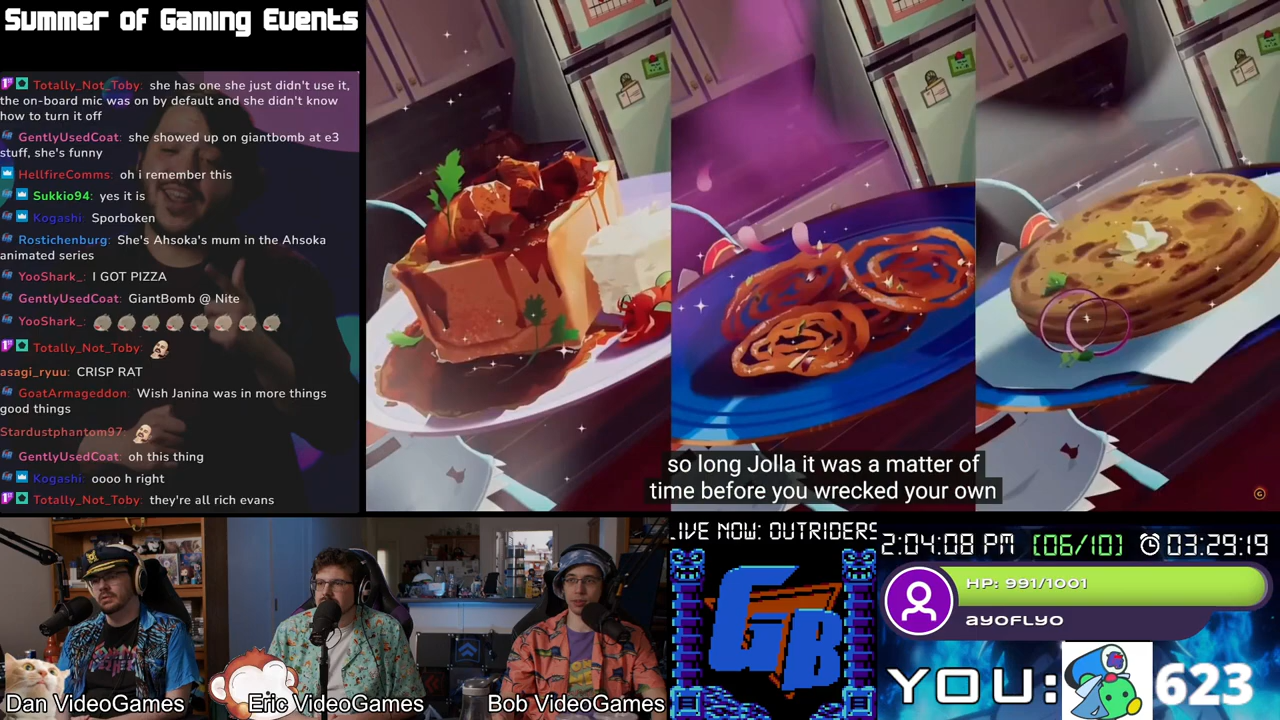 Summer of Gaming Events
Totally_Not_Toby: she has one she just didn't use it,
the on-board mic was on by default and she didn't know
how to turn it off
GentlyUsedCoat: she showed up on giantbomb at e3
stuff, she's funny
HellfireComms: oh i remember this
Sukkio94: yes it is
Kogashi: Sporboken
Rostichenburg: She's Ahsoka's mum in the Ahsoka
animated series
YooShark_: I GOT PIZZA
GentlyUsedCoat: GiantBomb @ Nite
YooShark_:
Totally_Not_Toby:
asagi_ryuu: CRISP RAT
GoatArmageddon: Wish Janina was in more things
good things
Stardustphantom97:
GentlyUsedCoat: oh this thing
Kogashi: oooo h right
Totally_Not_Toby: they're all rich evans
so long Jolla it was a matter of
time before you wrecked your own
LIVE NOW: OUTRIDERS
2:04:08 PM [06/10] 03:29:19
HP: 991/1001
AYOFLYO
GB
YOU: 623
Dan VideoGames
Eric VideoGames
Bob VideoGames